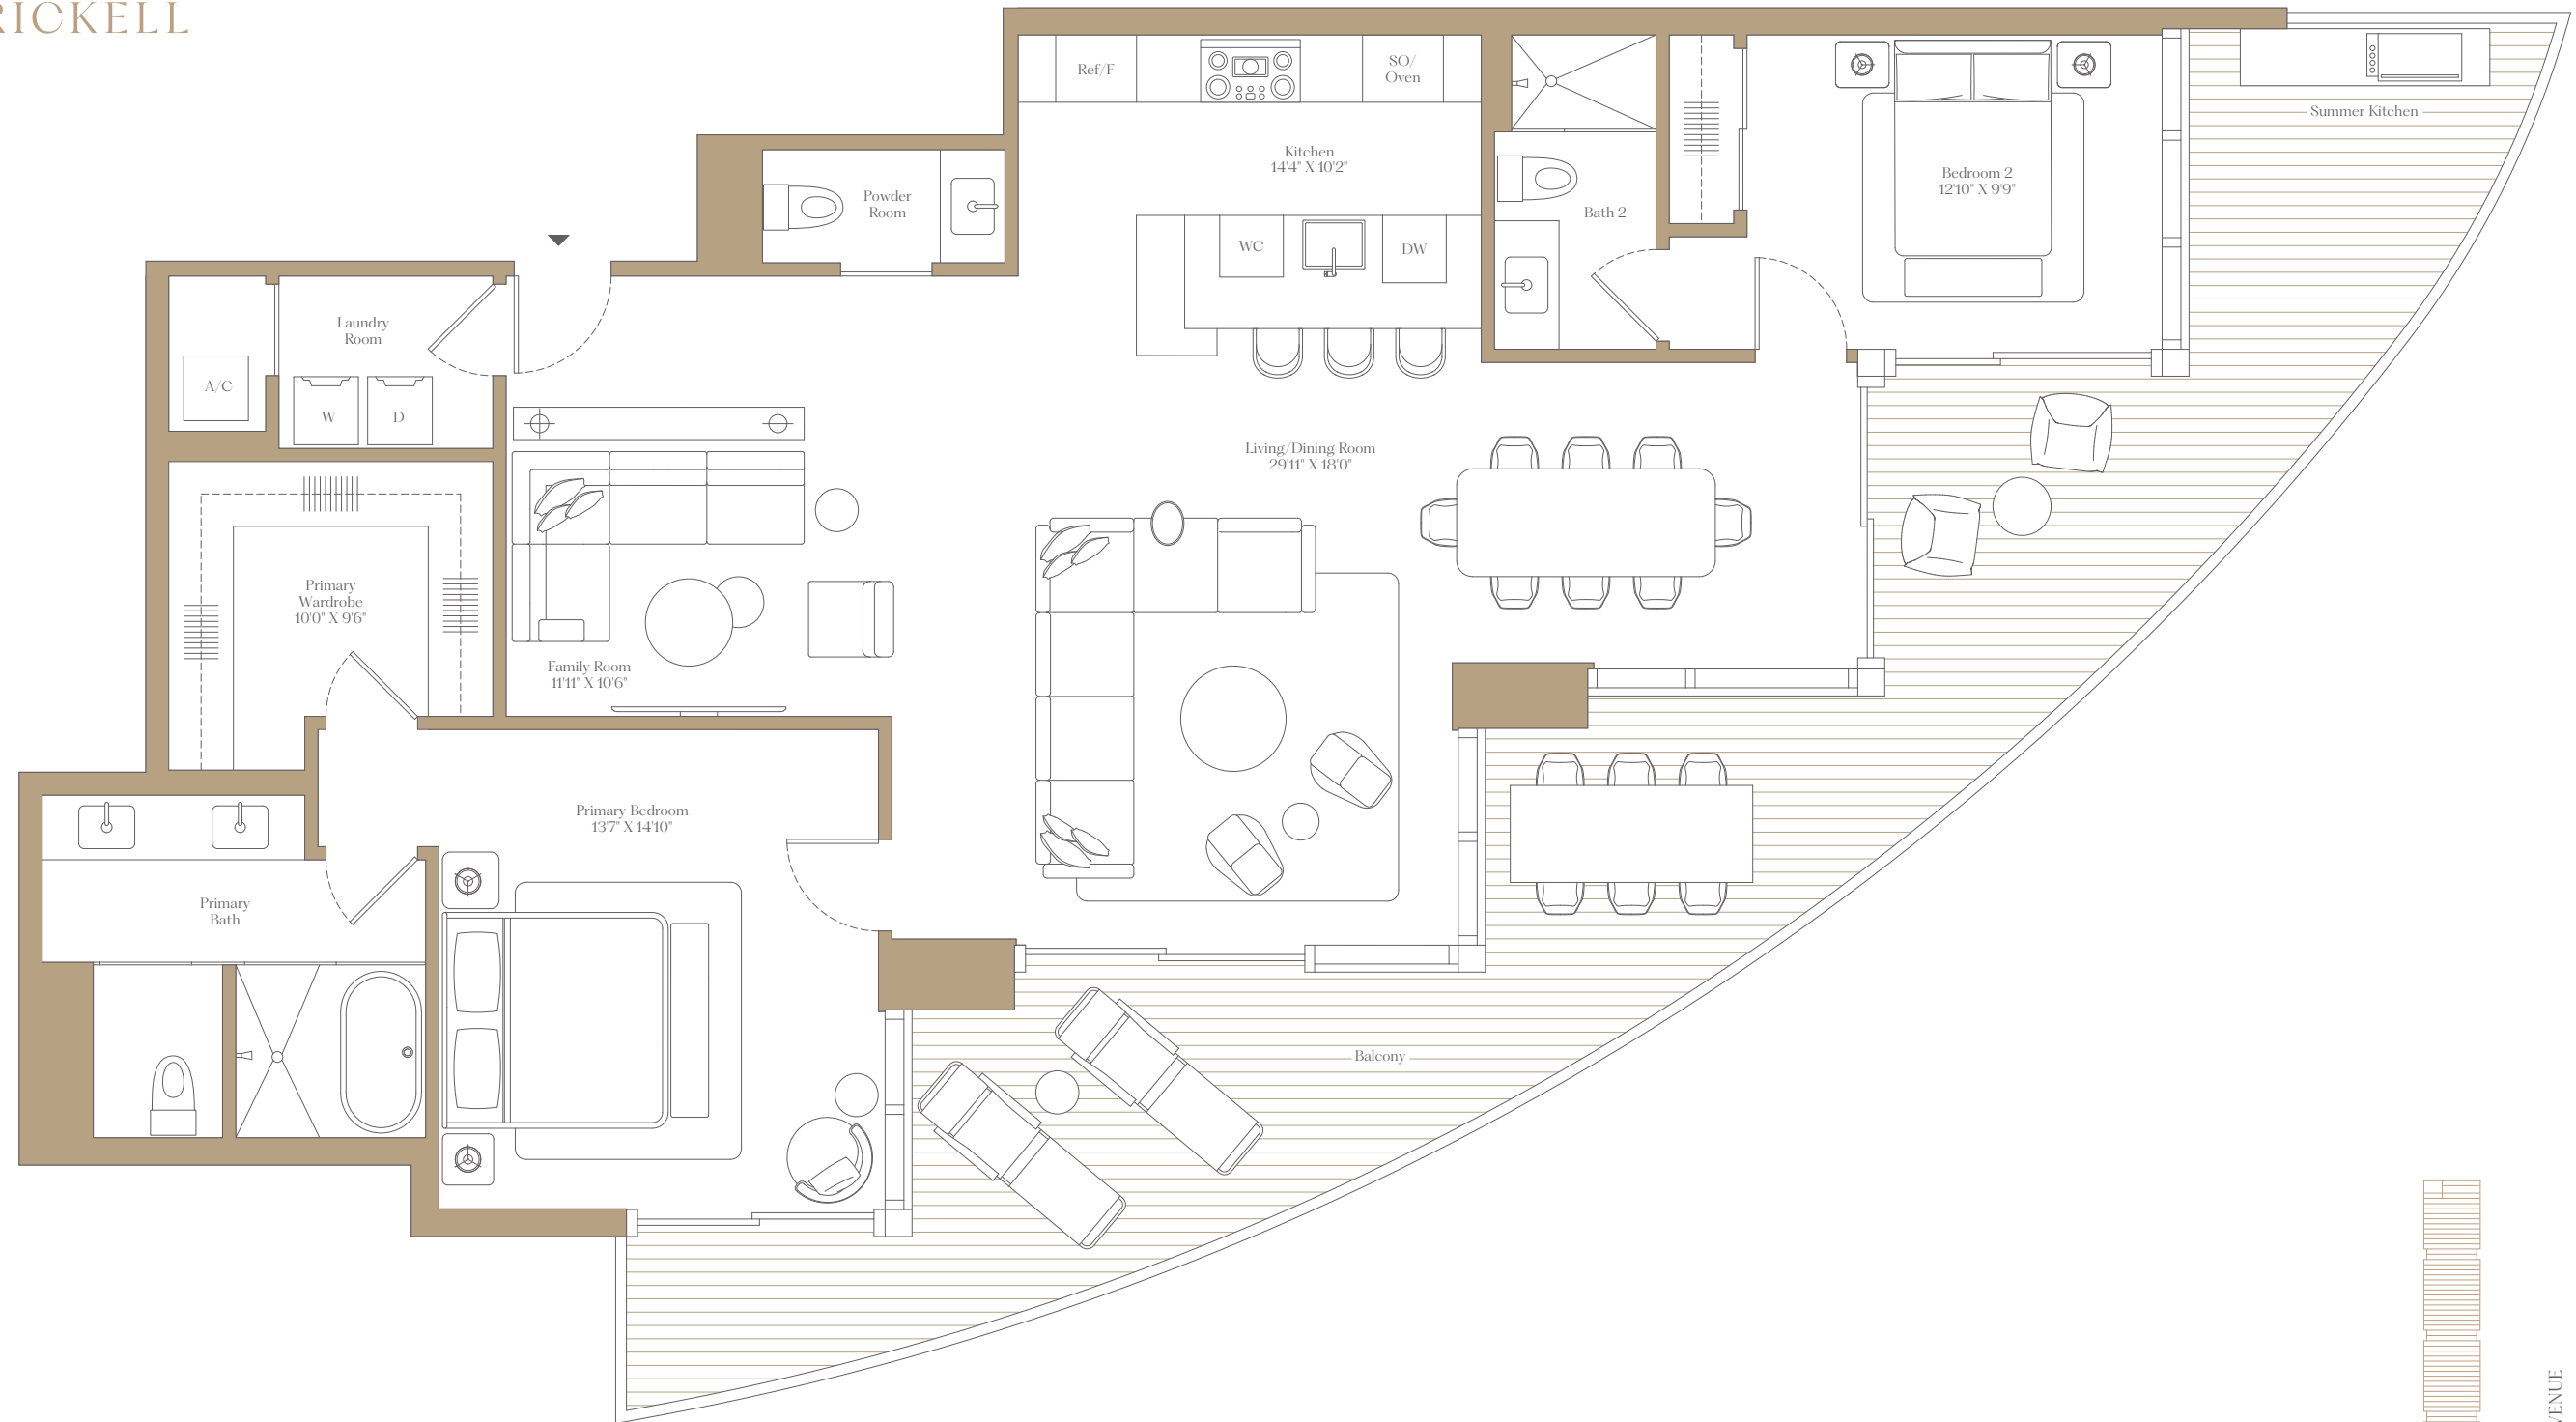 RICKELL
Ref/F
SO/
Oven
Summer Kitchen
Kitchen
14'4" X 10'2"
Bedroom 2
12'10" X 9'9"
Powder
Room
Bath 2
WC
DW
Laundry
Room
A/C
W
D
Living/Dining Room
29'11" X 18'0"
Primary
Wardrobe
10'0" X 9'6"
Family Room
11'11" X 10'6"
Primary Bedroom
13'7" X 14'10"
Primary
Bath
Balcony
VENUE